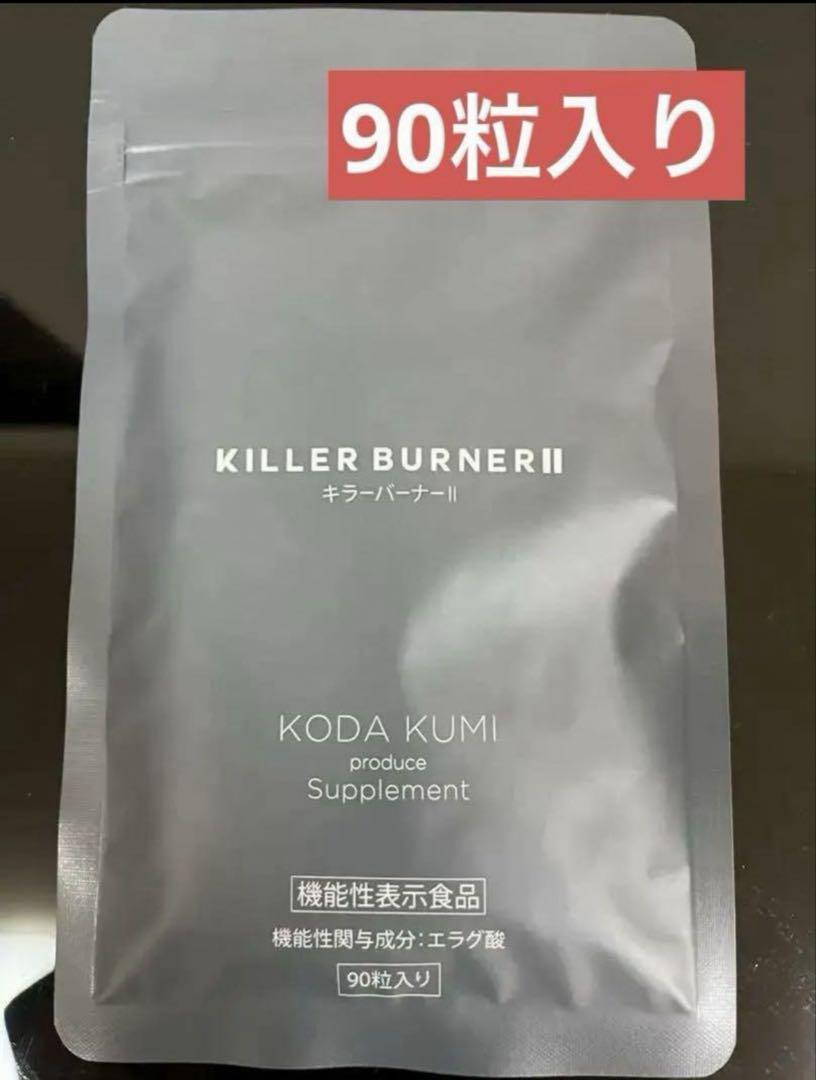 90粒入り
KILLER BURNERⅡ
キラーバーナーⅡ
KODA KUMI
produce
Supplement
機能性表示食品
機能性関与成分:エラグ酸
90粒入り